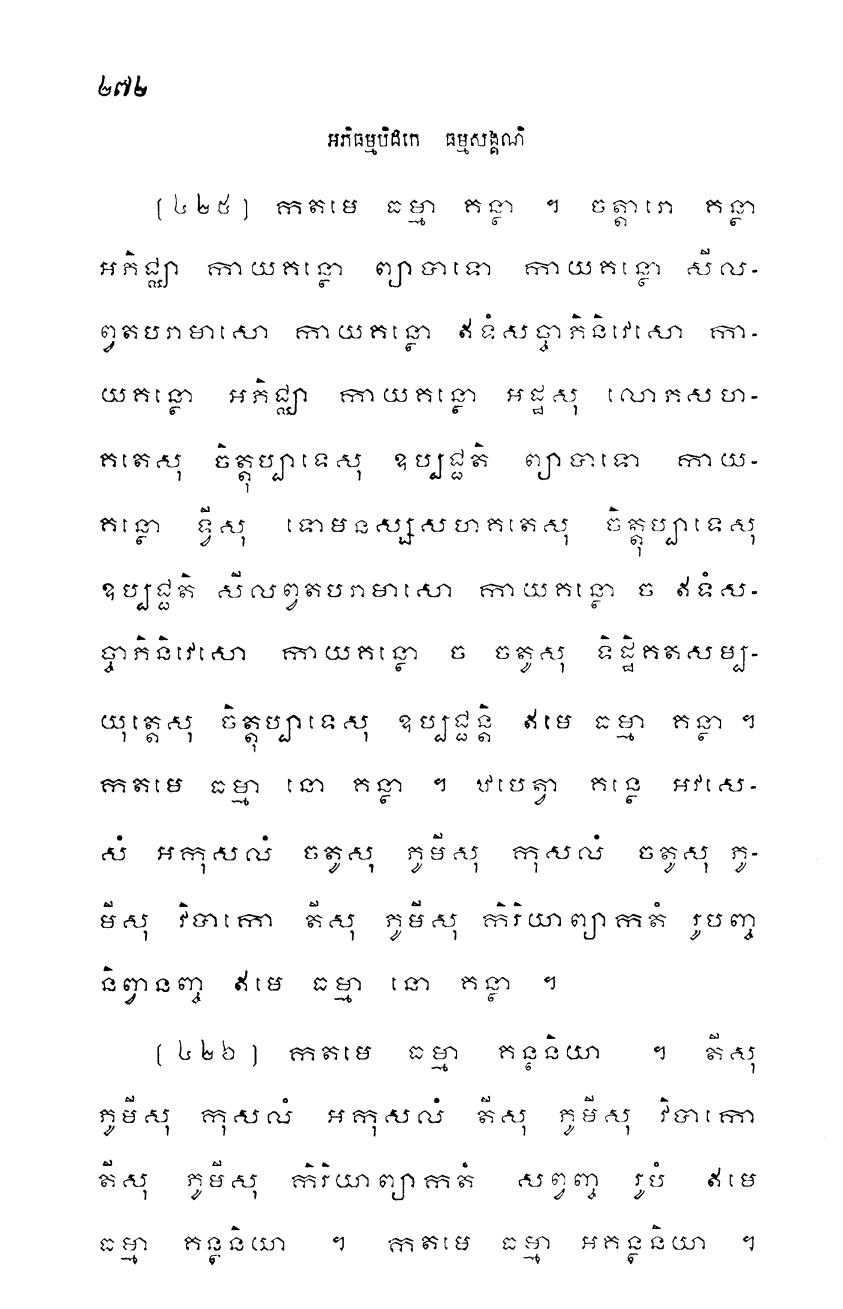 ២៧២
អភិធម្មបិដកេ ធម្មសង្គណិ
(៤២៥) កតមេ ធម្មា គន្ថា ។ ចត្តារោ គន្ថា
អភិជ្ឈា កាយគន្ថោ ព្យាបាទោ កាយគន្ថោ សីល-
ព្វតបរាមាសោ កាយគន្ថោ ឥទំសច្ចាភិនិវេសោ កា-
យគន្ថោ អភិជ្ឈា កាយគន្ថោ អដ្ឋសុ លោភសហ-
គតេសុ ចិត្តុប្បាទេសុ ឧប្បជ្ជតិ ព្យាបាទោ កាយ-
គន្ថោ ទ្វីសុ ទោមនស្សសហគតេសុ ចិត្តុប្បាទេសុ
ឧប្បជ្ជតិ សីលព្វតបរាមាសោ កាយគន្ថោ ច ឥទំស-
ច្ចាភិនិវេសោ កាយគន្ថោ ច ចតូសុ ទិដ្ឋិគតសម្ប-
យុត្តេសុ ចិត្តុប្បាទេសុ ឧប្បជ្ជន្តិ ឥមេ ធម្មា គន្ថា ។
កតមេ ធម្មា នោ គន្ថា ។ ឋបេត្វា គន្ថេ អវសេ-
សំ អកុសលំ ចតូសុ ភូមីសុ កុសលំ ចតូសុ ភូ-
មីសុ វិបាកោ តីសុ ភូមីសុ កិរិយាព្យាកតំ រូបញ្ច
និព្វានញ្ច ឥមេ ធម្មា នោ គន្ថា ។
(៤២៦) កតមេ ធម្មា គន្ថនិយា ។ តីសុ
ភូមីសុ កុសលំ អកុសលំ តីសុ ភូមីសុ វិបាកោ
តីសុ ភូមីសុ កិរិយាព្យាកតំ សព្វញ្ច រូបំ ឥមេ
ធម្មា គន្ថនិយា ។ កតមេ ធម្មា អគន្ថនិយា ។